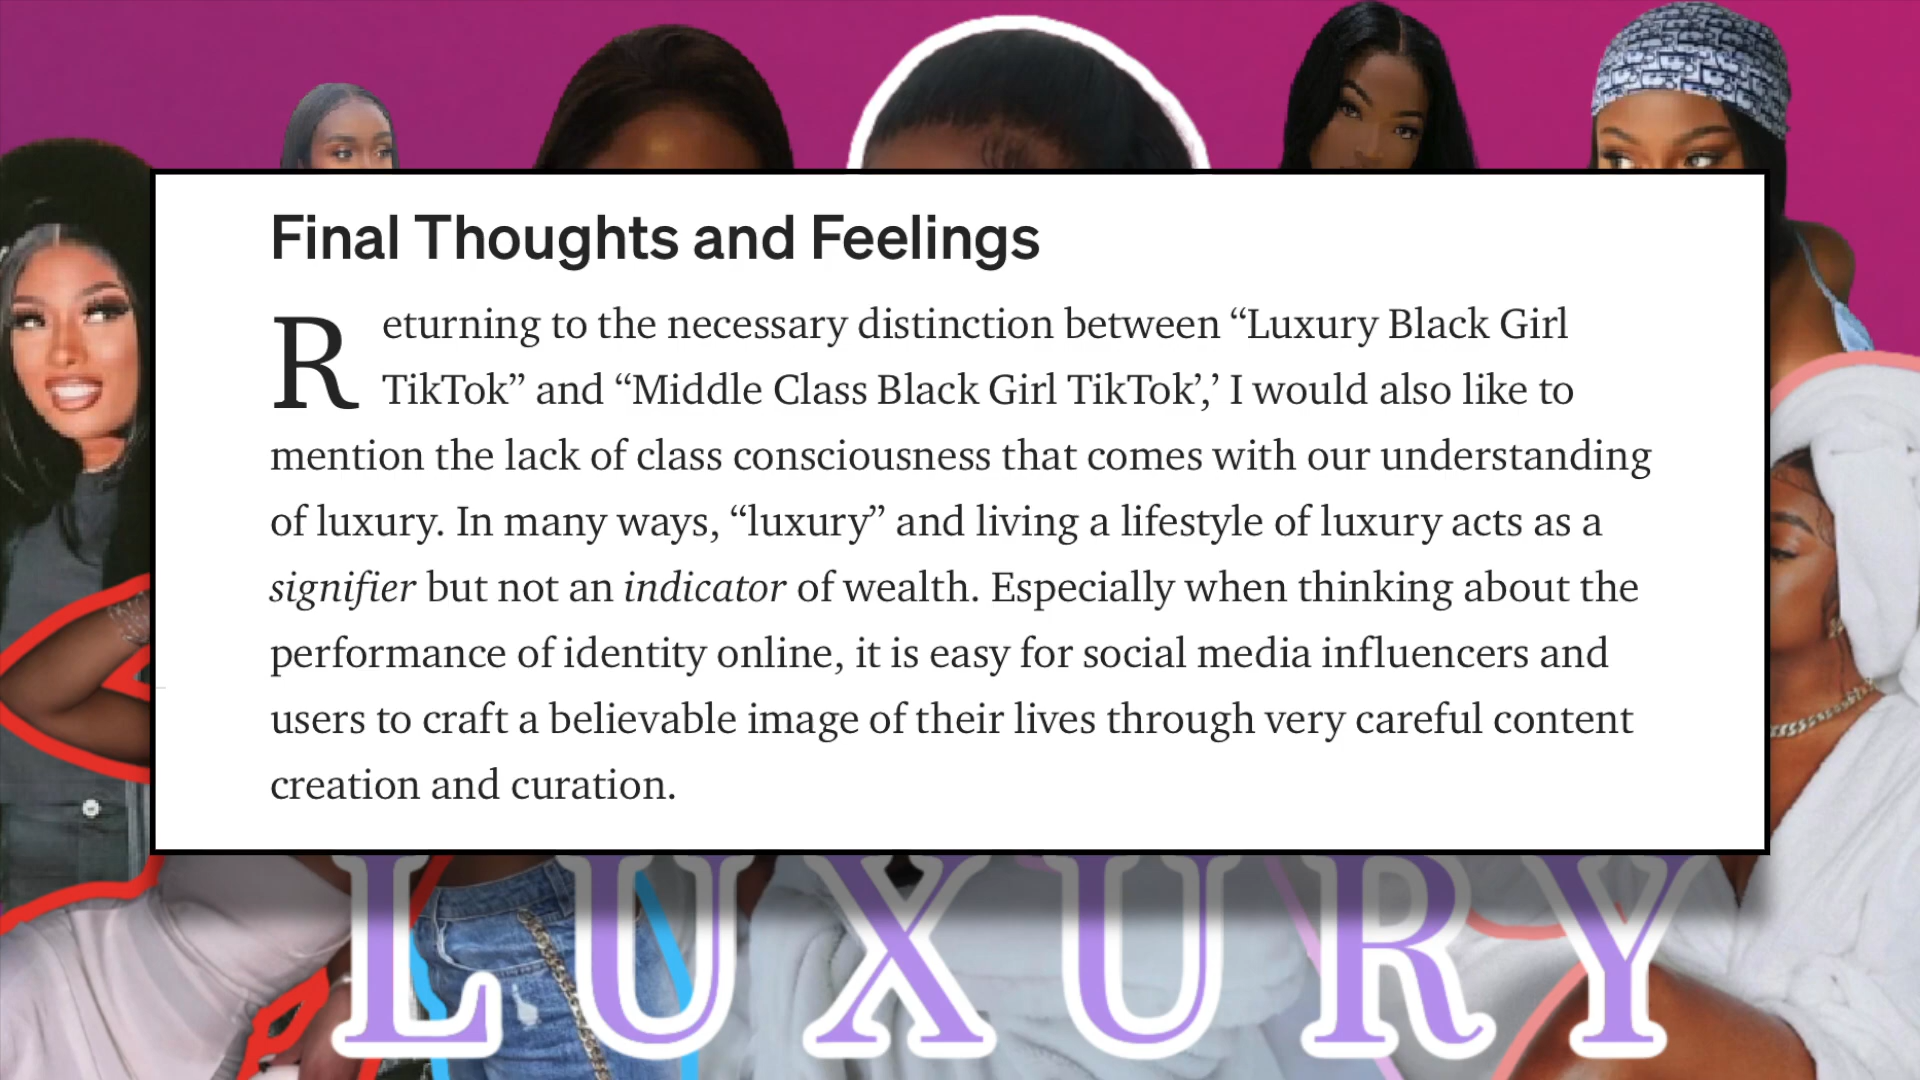 Final Thoughts and Feelings
Returning to the necessary distinction between “Luxury Black Girl
TikTok” and “Middle Class Black Girl TikTok’,’ I would also like to
mention the lack of class consciousness that comes with our understanding
of luxury. In many ways, “luxury” and living a lifestyle of luxury acts as a
signifier but not an indicator of wealth. Especially when thinking about the
performance of identity online, it is easy for social media influencers and
users to craft a believable image of their lives through very careful content
creation and curation.
LUXURY